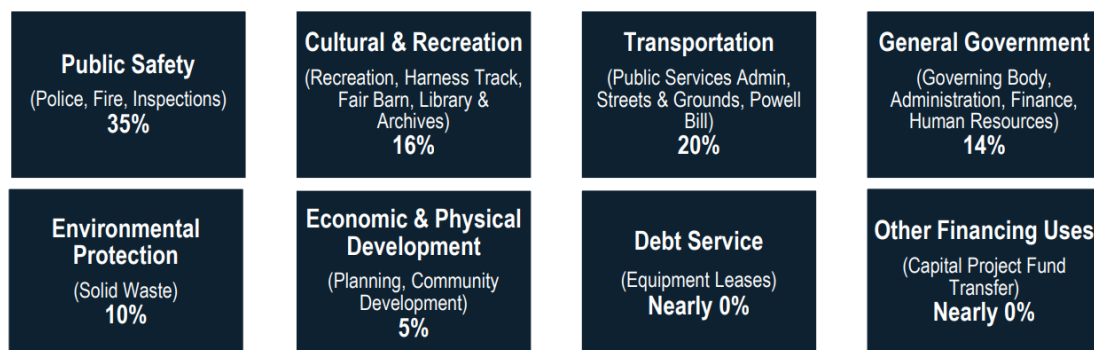 Public Safety
(Police, Fire, Inspections)
35%
Cultural & Recreation
(Recreation, Harness Track,
Fair Barn, Library &
Archives)
16%
Transportation
(Public Services Admin,
Streets & Grounds, Powell
Bill)
20%
General Government
(Governing Body,
Administration, Finance,
Human Resources)
14%
Environmental
Protection
(Solid Waste)
10%
Economic & Physical
Development
(Planning, Community
Development)
5%
Debt Service
(Equipment Leases)
Nearly 0%
Other Financing Uses
(Capital Project Fund
Transfer)
Nearly 0%